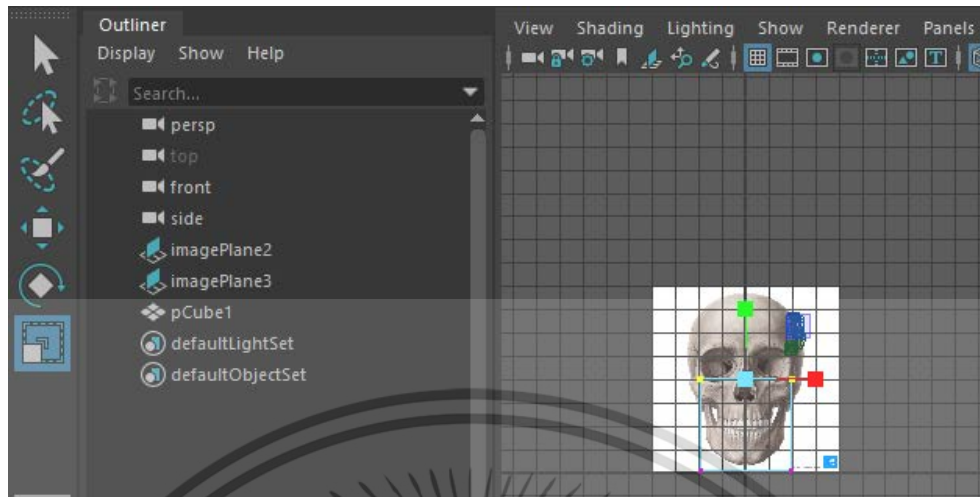 Outliner
Display Show Help
Search...
persp
top
front
side
imagePlane2
imagePlane3
pCube1
defaultLightSet
defaultObjectSet
View Shading Lighting Show Renderer Panels
T